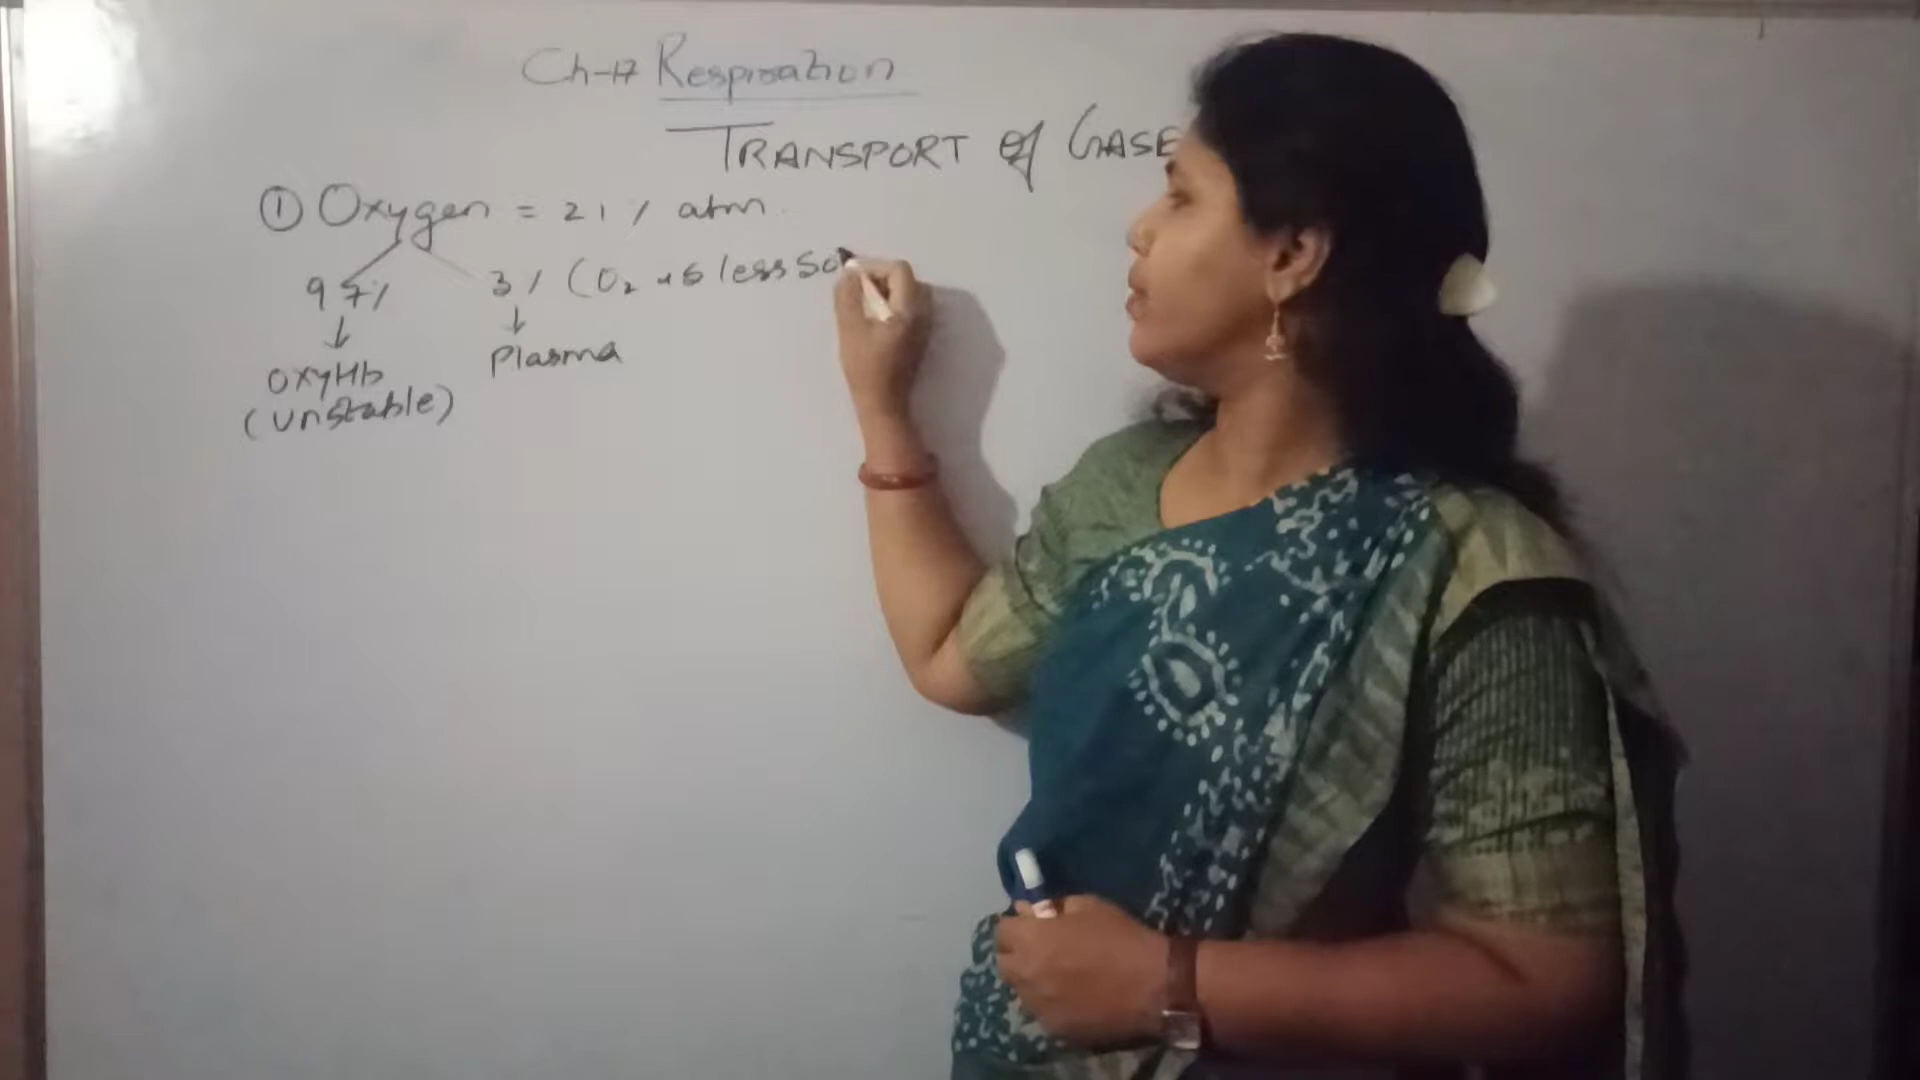 Ch-17 Respiration
TRANSPORT of GASE
① Oxygen = 21 % atm.
97% 3% (O₂ is less so
↓ ↓
OxyHb Plasma
(unstable)